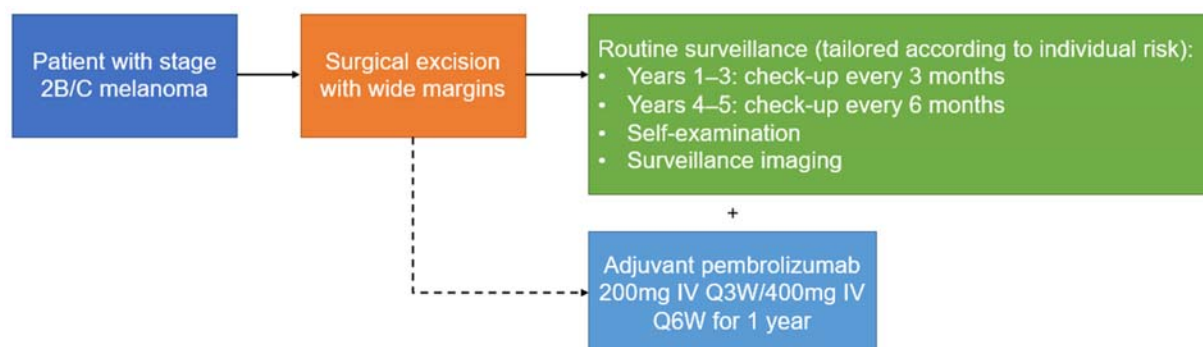 Patient with stage
2B/C melanoma
Surgical excision
with wide margins
Routine surveillance (tailored according to individual risk):
• Years 1–3: check-up every 3 months
• Years 4–5: check-up every 6 months
• Self-examination
• Surveillance imaging
+
Adjuvant pembrolizumab
200mg IV Q3W/400mg IV
Q6W for 1 year